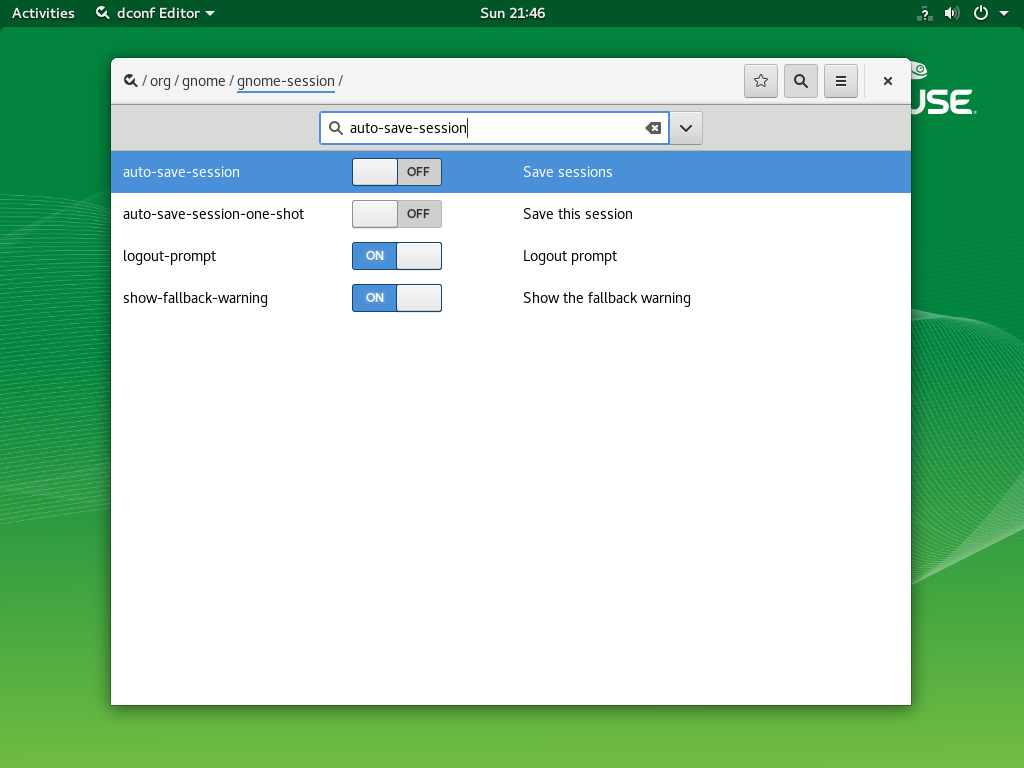 Activities dconf Editor Sun 21:46 ?
/ org / gnome / gnome-session /
USE
auto-save-session
auto-save-session OFF Save sessions
auto-save-session-one-shot OFF Save this session
logout-prompt ON Logout prompt
show-fallback-warning ON Show the fallback warning